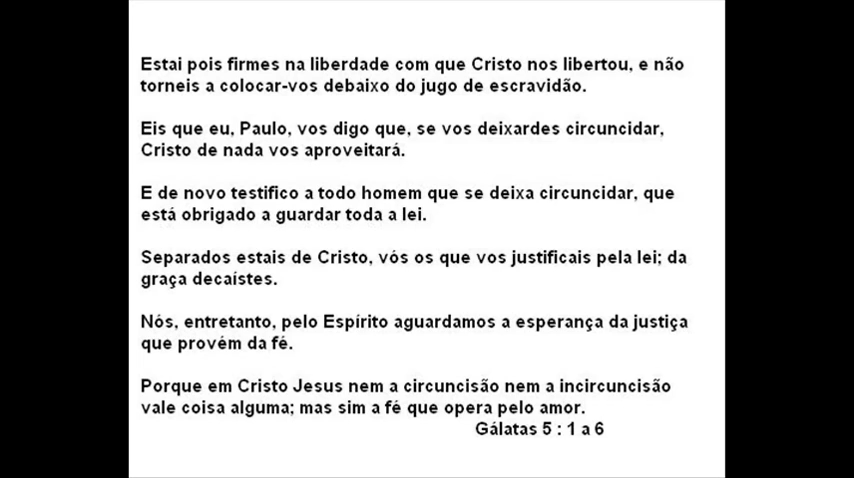 Estai pois firmes na liberdade com que Cristo nos libertou, e não
torneis a colocar-vos debaixo do jugo de escravidão.
Eis que eu, Paulo, vos digo que, se vos deixardes circuncidar,
Cristo de nada vos aproveitará.
E de novo testifico a todo homem que se deixa circuncidar, que
está obrigado a guardar toda a lei.
Separados estais de Cristo, vós os que vos justificais pela lei; da
graça decaístes.
Nós, entretanto, pelo Espírito aguardamos a esperança da justiça
que provém da fé.
Porque em Cristo Jesus nem a circuncisão nem a incircuncisão
vale coisa alguma; mas sim a fé que opera pelo amor.
Gálatas 5 : 1 a 6